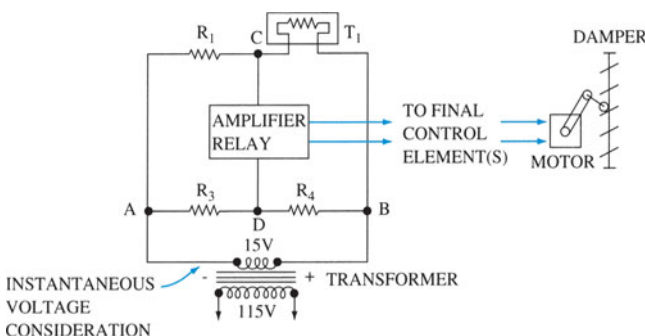 R1
C
T1
DAMPER
AMPLIFIER
RELAY
TO FINAL
CONTROL
ELEMENT(S)
MOTOR
A
R3
D
R4
B
15V
- + TRANSFORMER
115V
INSTANTANEOUS
VOLTAGE
CONSIDERATION